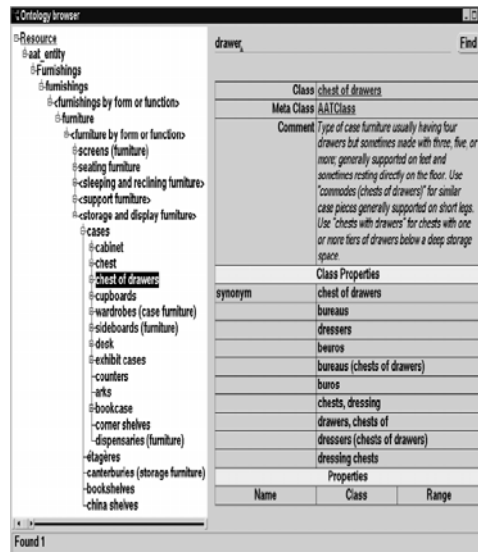 Ontology browser
Resource
aat_entity
Furnishings
furnishings
<furnishings by form or function>
furniture
<furniture by form or function>
screens (furniture)
seating furniture
<sleeping and reclining furniture>
<support furniture>
<storage and display furniture>
cases
cabinet
chest
chest of drawers
cupboards
wardrobes (case furniture)
sideboards (furniture)
desk
exhibit cases
counters
arks
bookcase
corner shelves
dispensaries (furniture)
étagères
canterburies (storage furniture)
bookshelves
china shelves
drawer
Find
Class chest of drawers
Meta Class AATClass
Comment Type of case furniture usually having four
drawers but sometimes made with three, five, or
more; generally supported on feet and
sometimes resting directly on the floor. Use
"commodes (chests of drawers)" for similar
case pieces generally supported on short legs.
Use "chests with drawers" for chests with one
or more tiers of drawers below a deep storage
space.
Class Properties
synonym chest of drawers
bureaus
dressers
beuros
bureaus (chests of drawers)
buros
chests, dressing
drawers, chests of
dressers (chests of drawers)
dressing chests
Properties
Name Class Range
Found 1